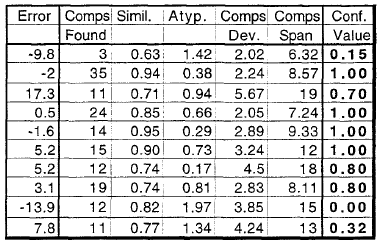 Error Comps Simil. Atyp. Comps Comps Conf.
Found Dev. Span Value
-9.8 3 0.63 1.42 2.02 6.32 0.15
-2 35 0.94 0.38 2.24 8.57 1.00
17.3 11 0.71 0.94 5.67 19 0.70
0.5 24 0.85 0.66 2.05 7.24 1.00
-1.6 14 0.95 0.29 2.89 9.33 1.00
5.2 15 0.90 0.73 3.24 12 1.00
5.2 12 0.74 0.17 4.5 18 0.80
3.1 19 0.74 0.81 2.83 8.11 0.80
-13.9 12 0.82 1.97 3.85 15 0.00
7.8 11 0.77 1.34 4.24 13 0.32